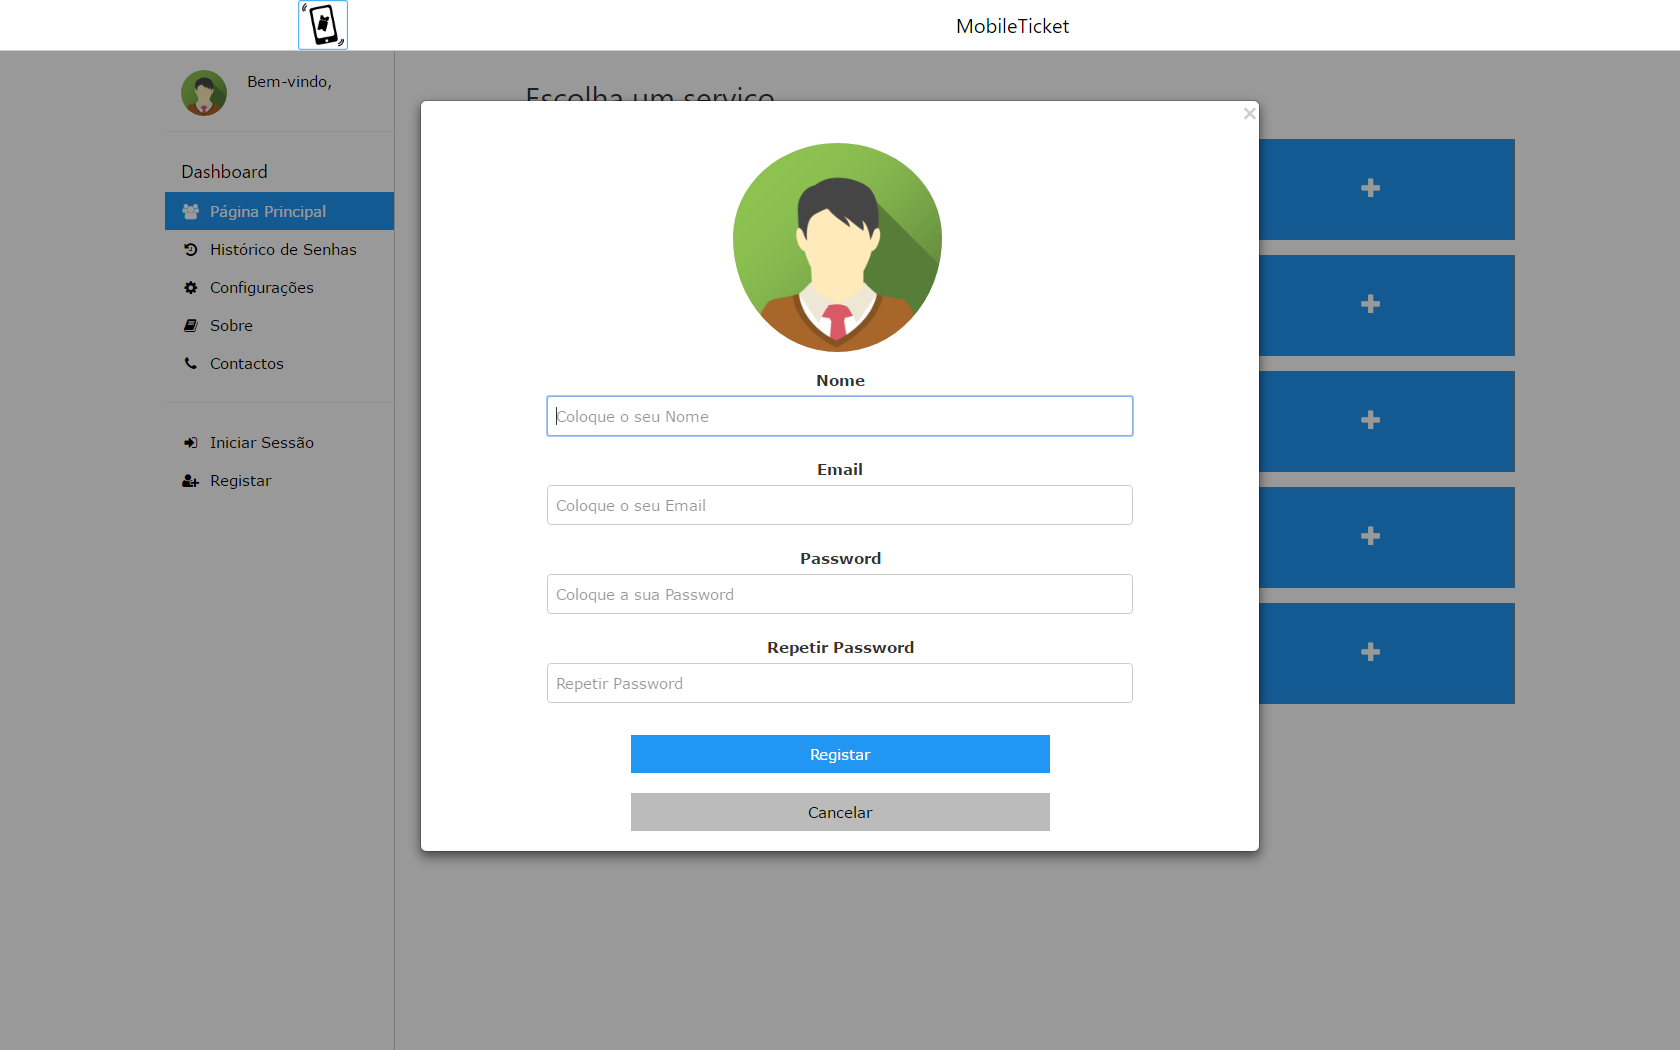 MobileTicket
Bem-vindo,
Dashboard
Página Principal
Histórico de Senhas
Configurações
Sobre
Contactos
Iniciar Sessão
Registar
Escolha um serviço
×
Nome
Coloque o seu Nome
Email
Coloque o seu Email
Password
Coloque a sua Password
Repetir Password
Repetir Password
Registar
Cancelar